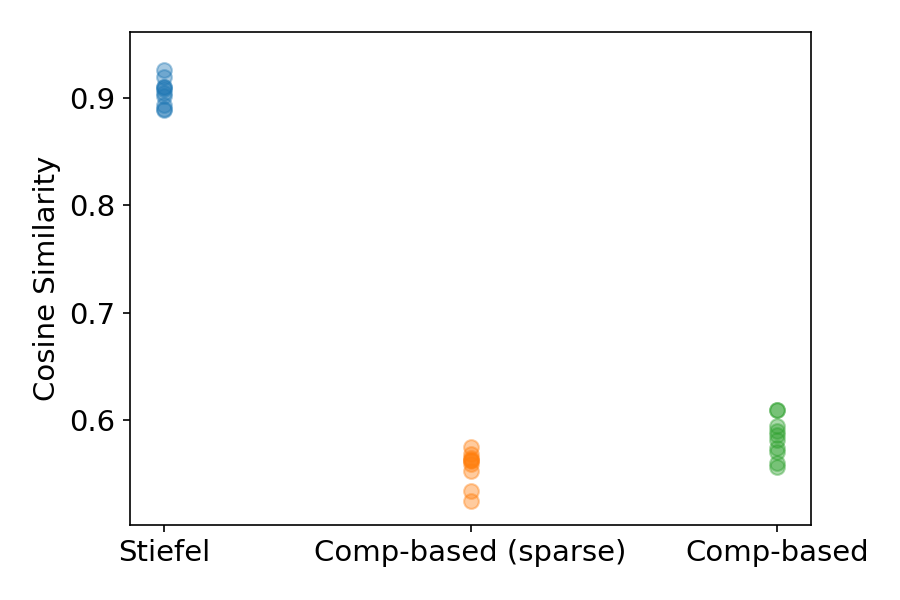 Cosine Similarity
0.9
0.8
0.7
0.6
Stiefel
Comp-based (sparse)
Comp-based